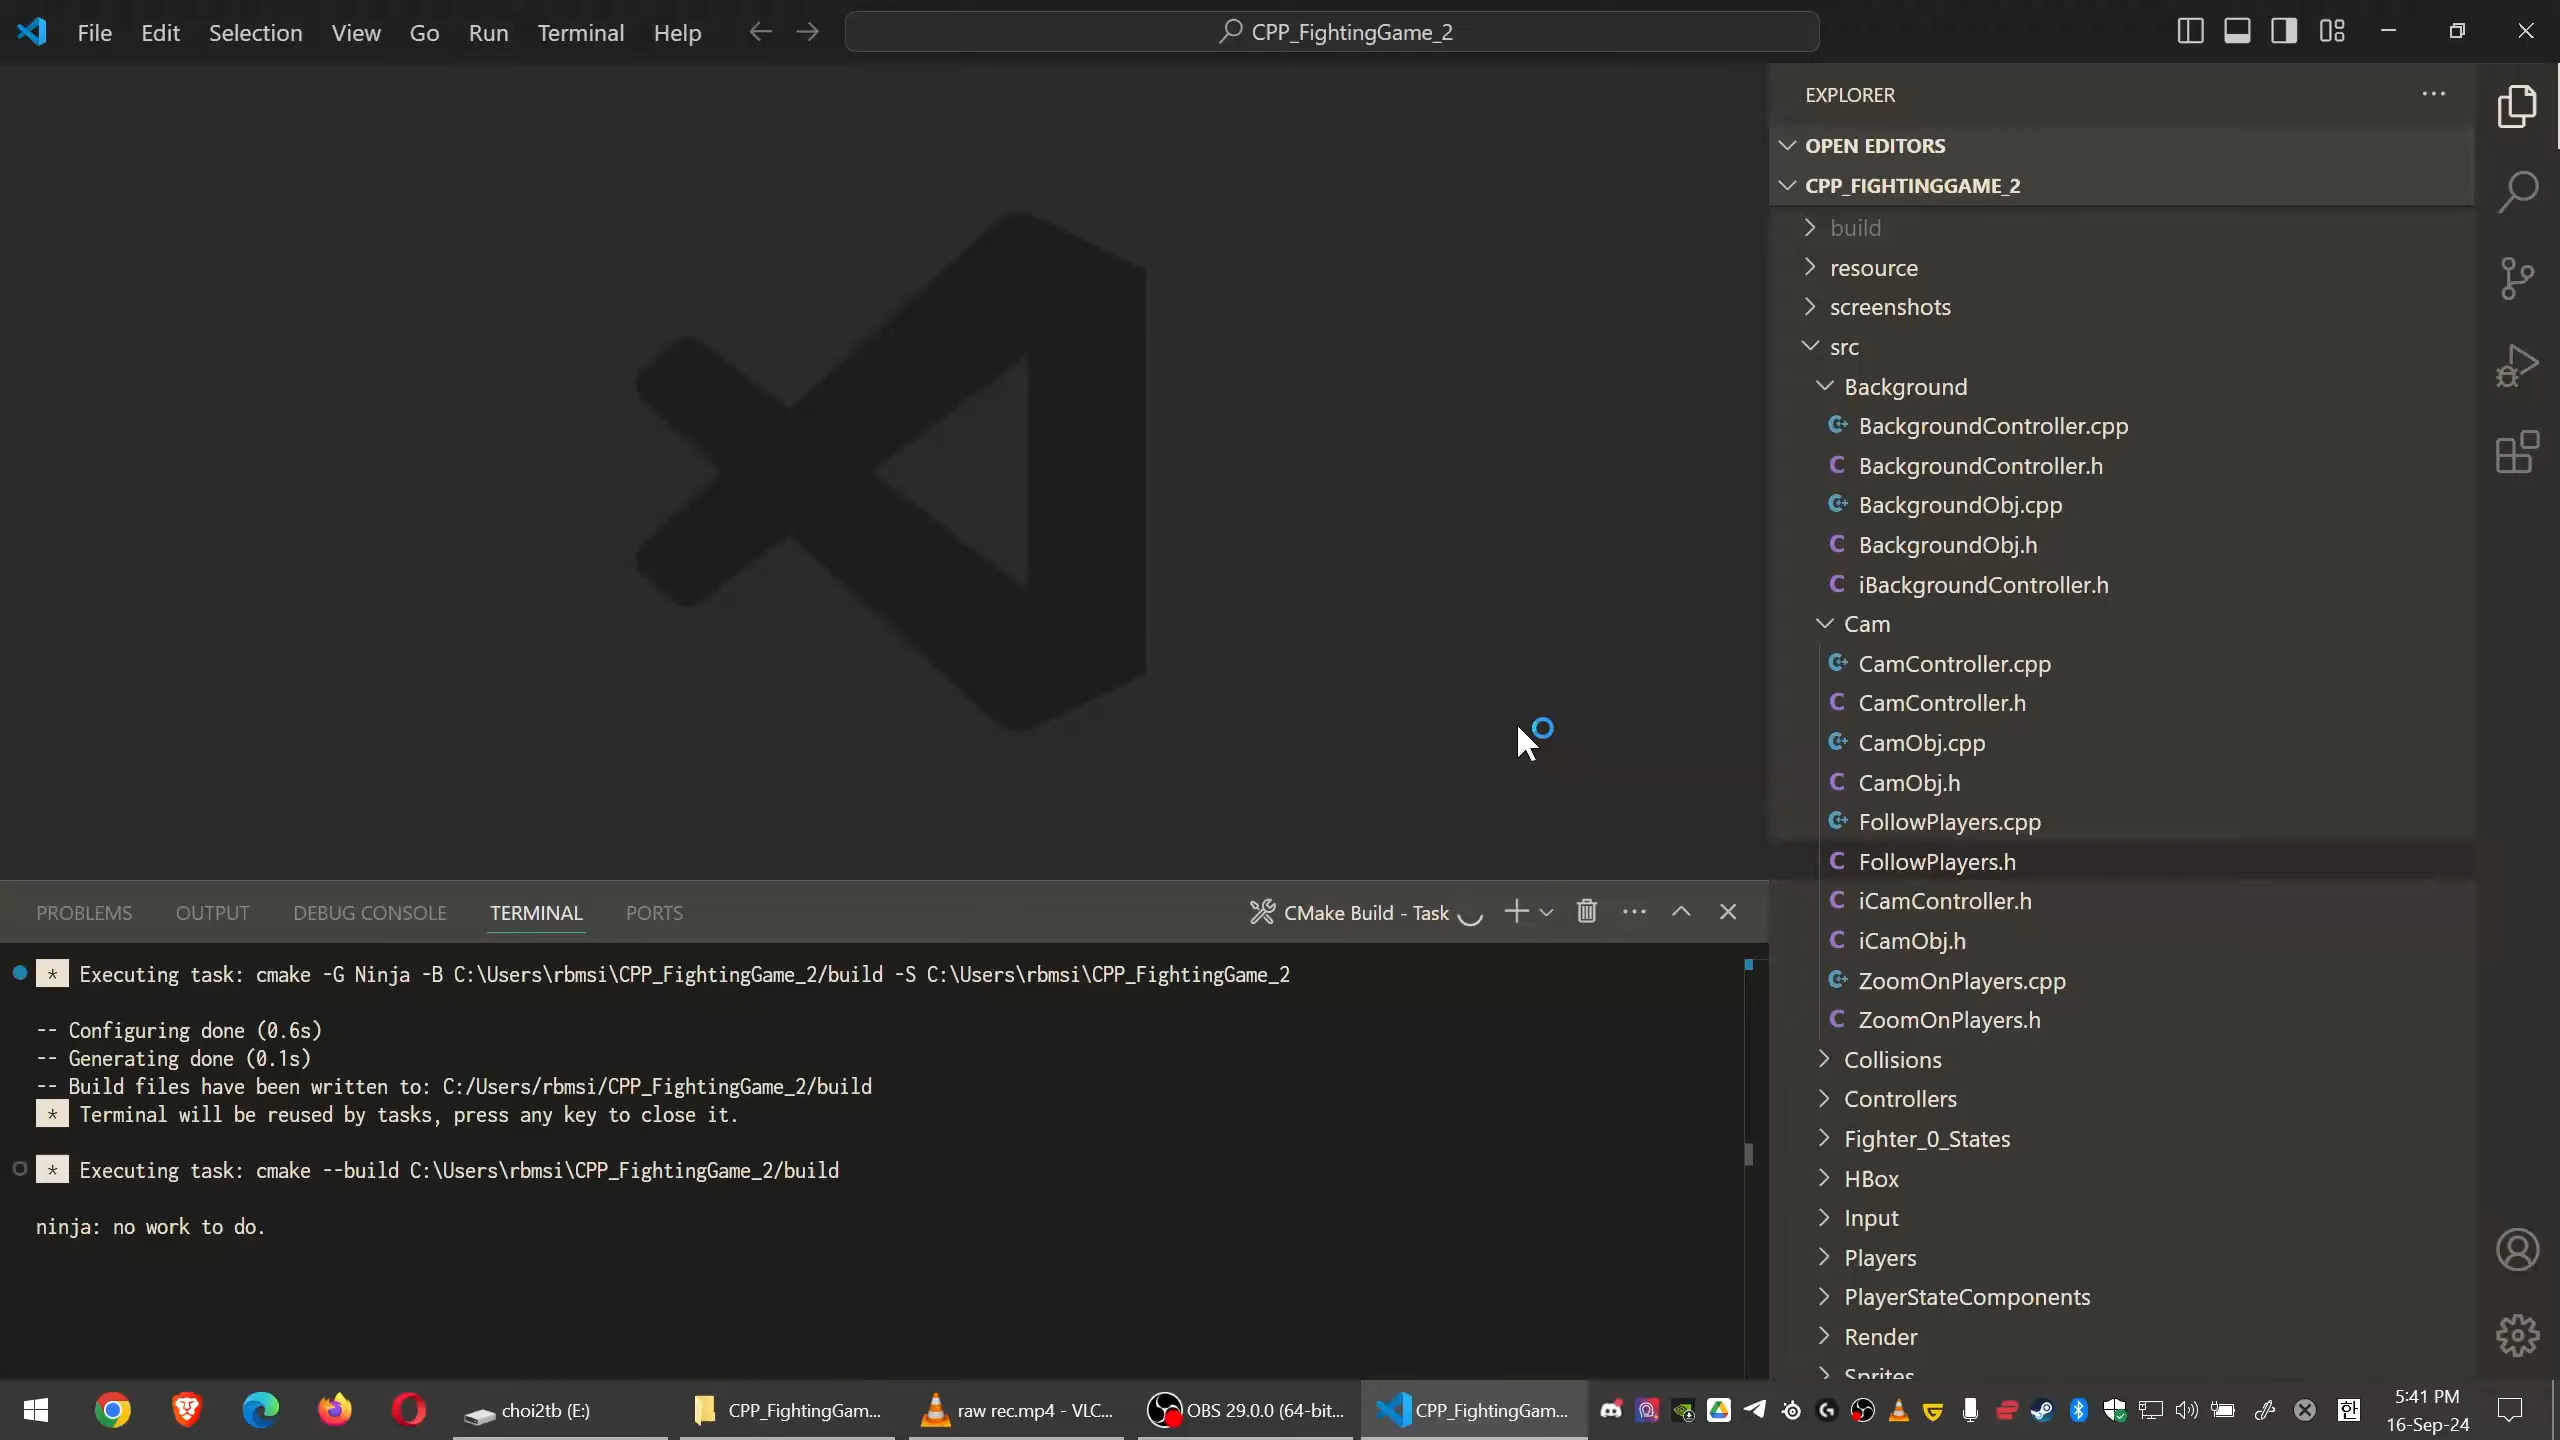 File Edit Selection View Go Run Terminal Help
CPP_FightingGame_2
EXPLORER
OPEN EDITORS
CPP_FIGHTINGGAME_2
build
resource
screenshots
src
Background
BackgroundController.cpp
BackgroundController.h
BackgroundObj.cpp
BackgroundObj.h
iBackgroundController.h
Cam
CamController.cpp
CamController.h
CamObj.cpp
CamObj.h
FollowPlayers.cpp
FollowPlayers.h
iCamController.h
iCamObj.h
ZoomOnPlayers.cpp
ZoomOnPlayers.h
Collisions
Controllers
Fighter_0_States
HBox
Input
Players
PlayerStateComponents
Render
Sprites
PROBLEMS OUTPUT DEBUG CONSOLE TERMINAL PORTS
CMake Build - Task
* Executing task: cmake -G Ninja -B C:\Users\rbmsi\CPP_FightingGame_2/build -S C:\Users\rbmsi\CPP_FightingGame_2
-- Configuring done (0.6s)
-- Generating done (0.1s)
-- Build files have been written to: C:/Users/rbmsi/CPP_FightingGame_2/build
* Terminal will be reused by tasks, press any key to close it.
* Executing task: cmake --build C:\Users\rbmsi\CPP_FightingGame_2/build
ninja: no work to do.
choi2tb (E:)
CPP_FightingGam...
raw rec.mp4 - VLC...
OBS 29.0.0 (64-bit...
CPP_FightingGam...
한
5:41 PM
16-Sep-24